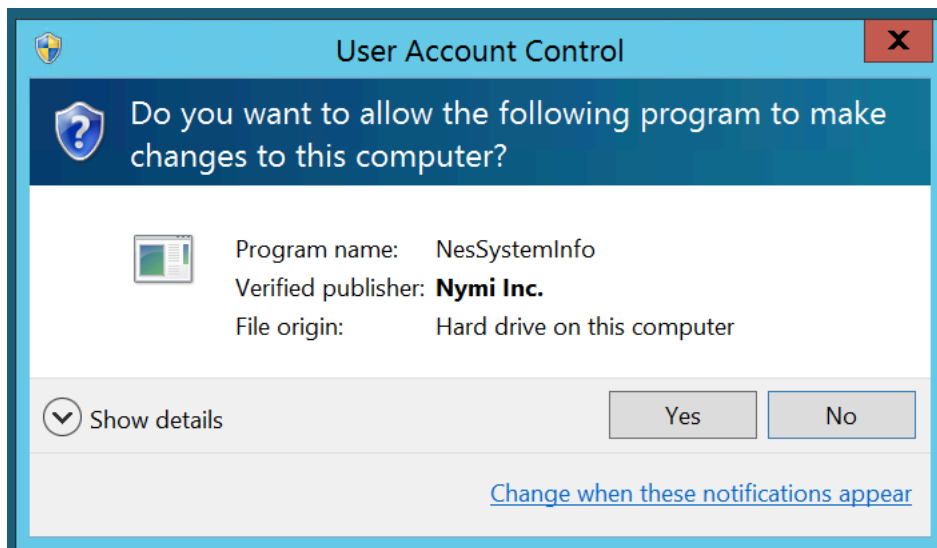 User Account Control
X
Do you want to allow the following program to make
changes to this computer?
Program name: NesSystemInfo
Verified publisher: Nymi Inc.
File origin: Hard drive on this computer
Show details
Yes
No
Change when these notifications appear